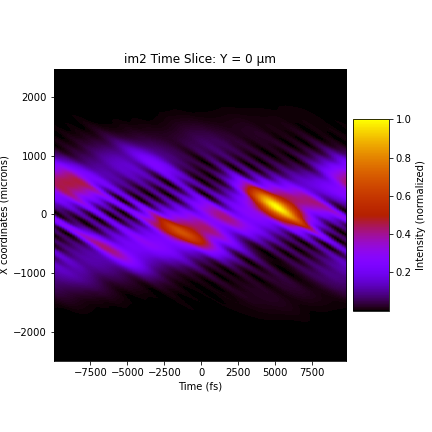 im2 Time Slice: Y = 0 μm
X coordinates (microns)
2000
1000
0
−1000
−2000
−7500 −5000 −2500 0 2500 5000 7500
Time (fs)
1.0
0.8
0.6
0.4
0.2
Intensity (normalized)